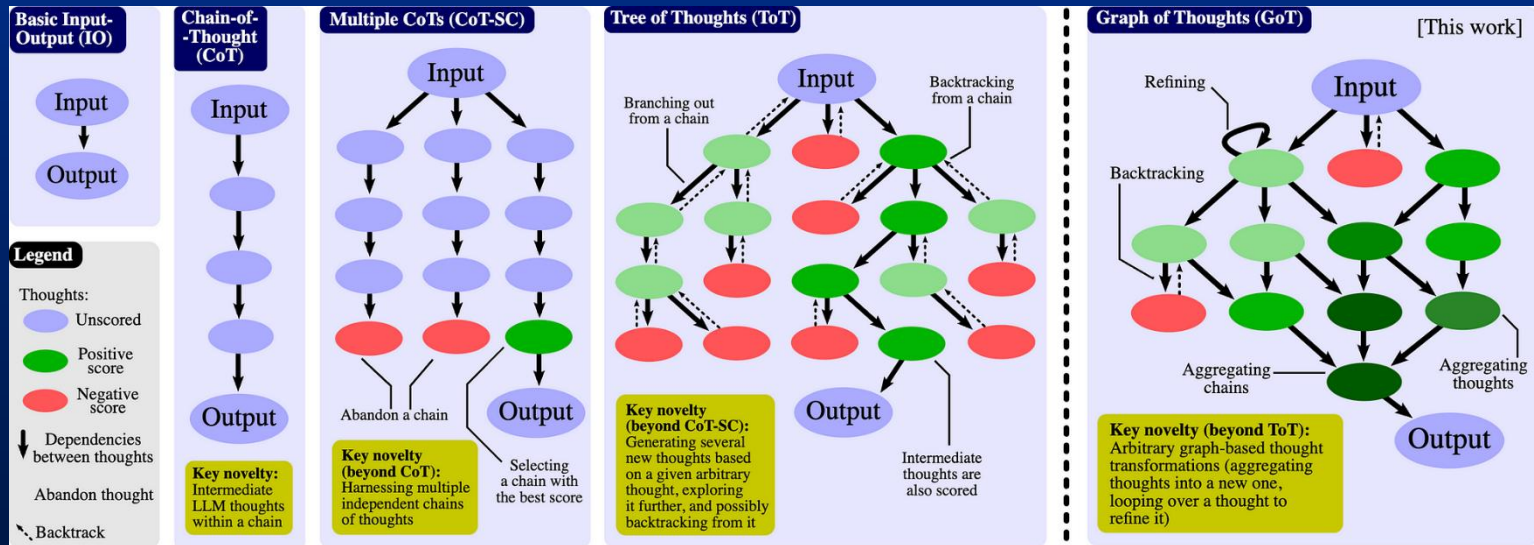 Basic Input-
Output (IO)
Input
Output
Legend
Thoughts:
Unscored
Positive
score
Negative
score
Dependencies
between thoughts
Abandon thought
Backtrack
Chain-of-
-Thought
(CoT)
Input
Output
Key novelty:
Intermediate
LLM thoughts
within a chain
Multiple CoTs (CoT-SC)
Input
Abandon a chain
Output
Key novelty
(beyond CoT):
Harnessing multiple
independent chains
of thoughts
Selecting
a chain with
the best score
Tree of Thoughts (ToT)
Input
Branching out
from a chain
Backtracking
from a chain
Output
Key novelty
(beyond CoT-SC):
Generating several
new thoughts based
on a given arbitrary
thought, exploring
it further, and possibly
backtracking from it
Intermediate
thoughts are
also scored
Graph of Thoughts (GoT)
[This work]
Refining
Input
Backtracking
Aggregating
chains
Aggregating
thoughts
Output
Key novelty (beyond ToT):
Arbitrary graph-based thought
transformations (aggregating
thoughts into a new one,
looping over a thought to
refine it)